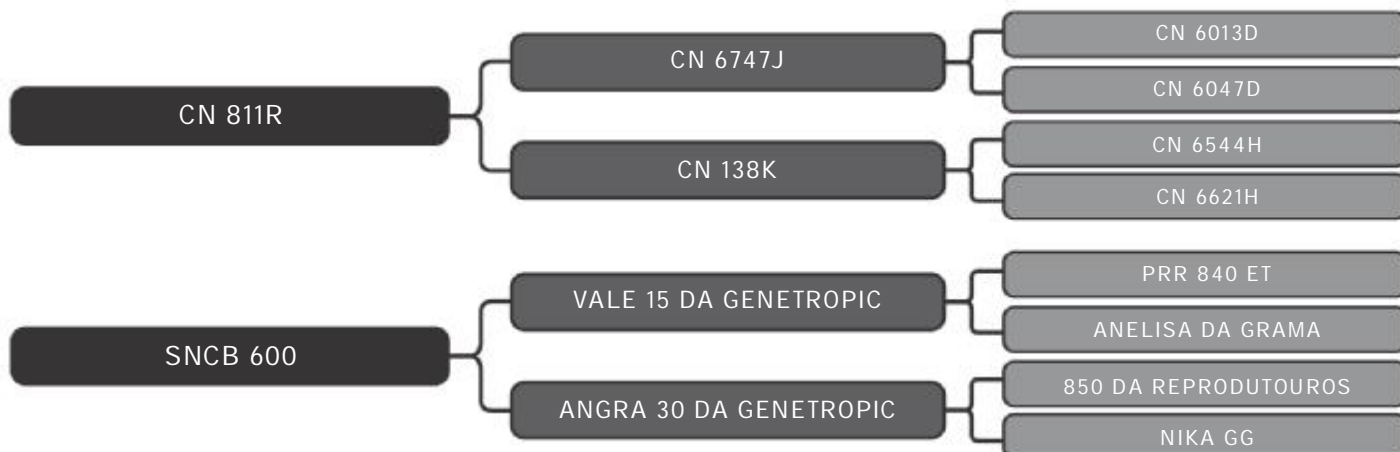 CN 811R
CN 6747J
CN 6013D
CN 6047D
CN 138K
CN 6544H
CN 6621H
SNCB 600
VALE 15 DA GENETROPIC
PRR 840 ET
ANELISA DA GRAMA
ANGRA 30 DA GENETROPIC
850 DA REPRODUTOUROS
NIKA GG